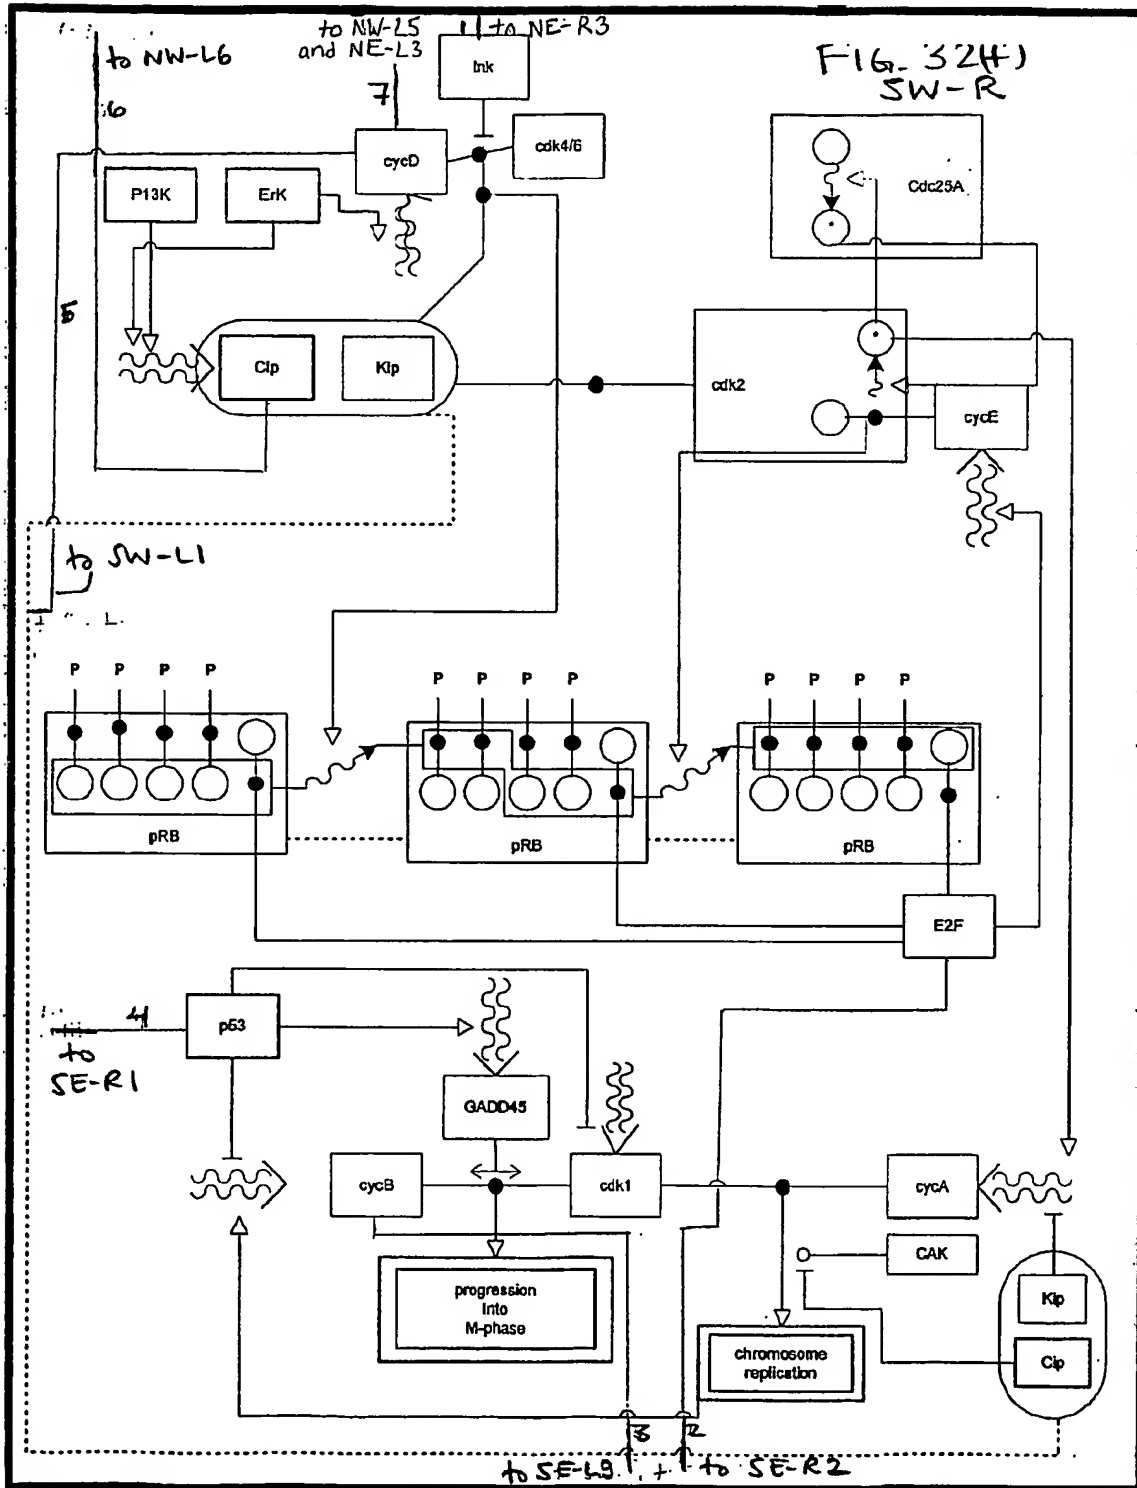 to NW-L6
to NW-L5
and NE-L3
to NE-R3
FIG. 32(f)
SW-R
6
7
Ink
cycD
cdk4/6
P13K
ErK
Cdc25A
Cip
Kip
cdk2
cycE
to SW-L1
P P P P
P P P P
P P P P
pRB
pRB
pRB
E2F
4
to
SE-R1
p53
GADD45
cycB
cdk1
cycA
CAK
Kip
Cip
progression
into
M-phase
chromosome
replication
3
2
to SE-L9
to SE-R2